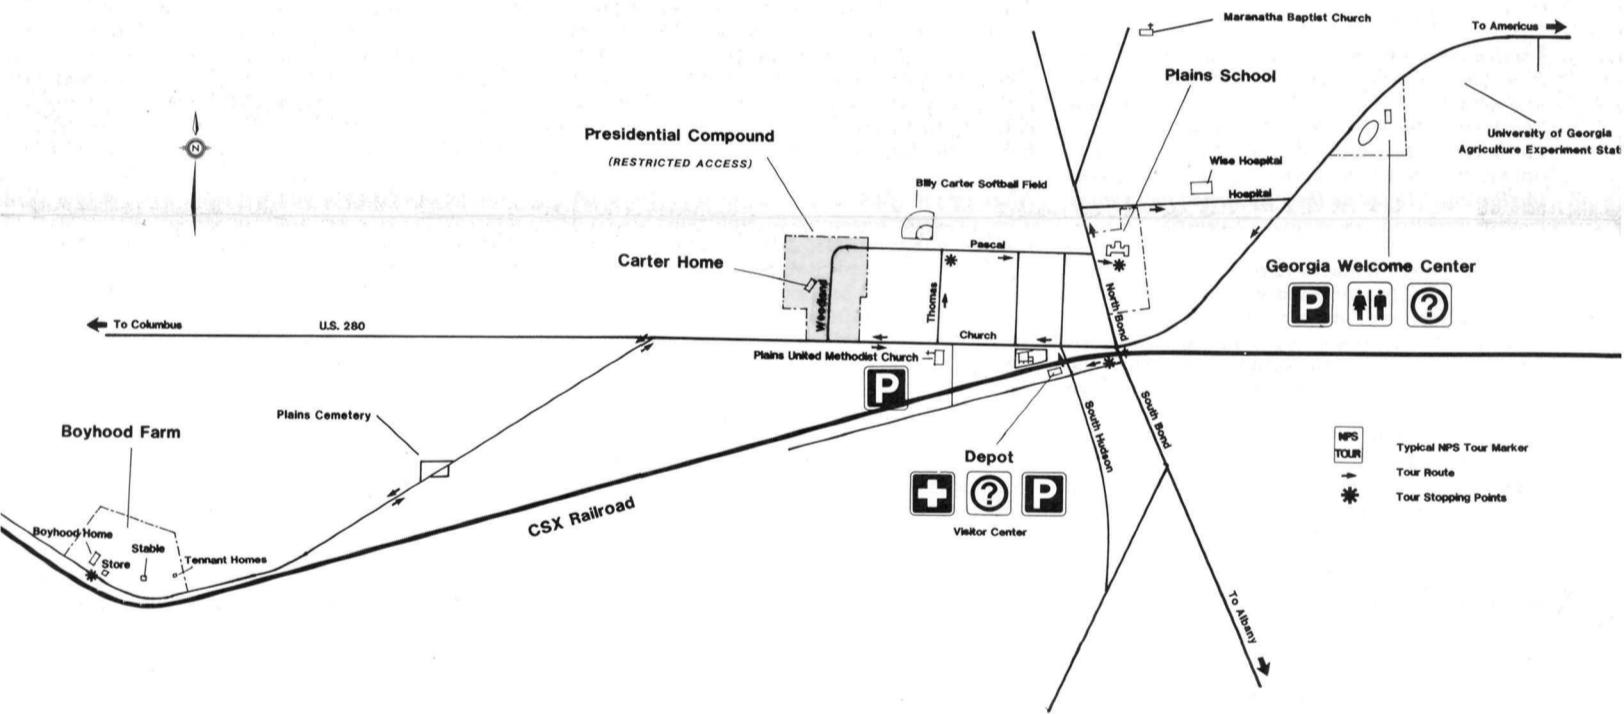 Maranatha Baptist Church
To Americus
Plains School
University of Georgia
Agriculture Experiment Stat
Presidential Compound
(RESTRICTED ACCESS)
Wise Hospital
Hospital
Billy Carter Softball Field
N
Pascal
Carter Home
Georgia Welcome Center
P
?
Woodland
Thomas
North Bond
To Columbus
U.S. 280
Church
Plains United Methodist Church
P
Plains Cemetery
Boyhood Farm
South Hudson
South Bond
Depot
?
P
Visitor Center
NPS
TOUR
Typical NPS Tour Marker
Tour Route
Tour Stopping Points
CSX Railroad
Boyhood Home
Stable
Store
Tennant Homes
To Albany